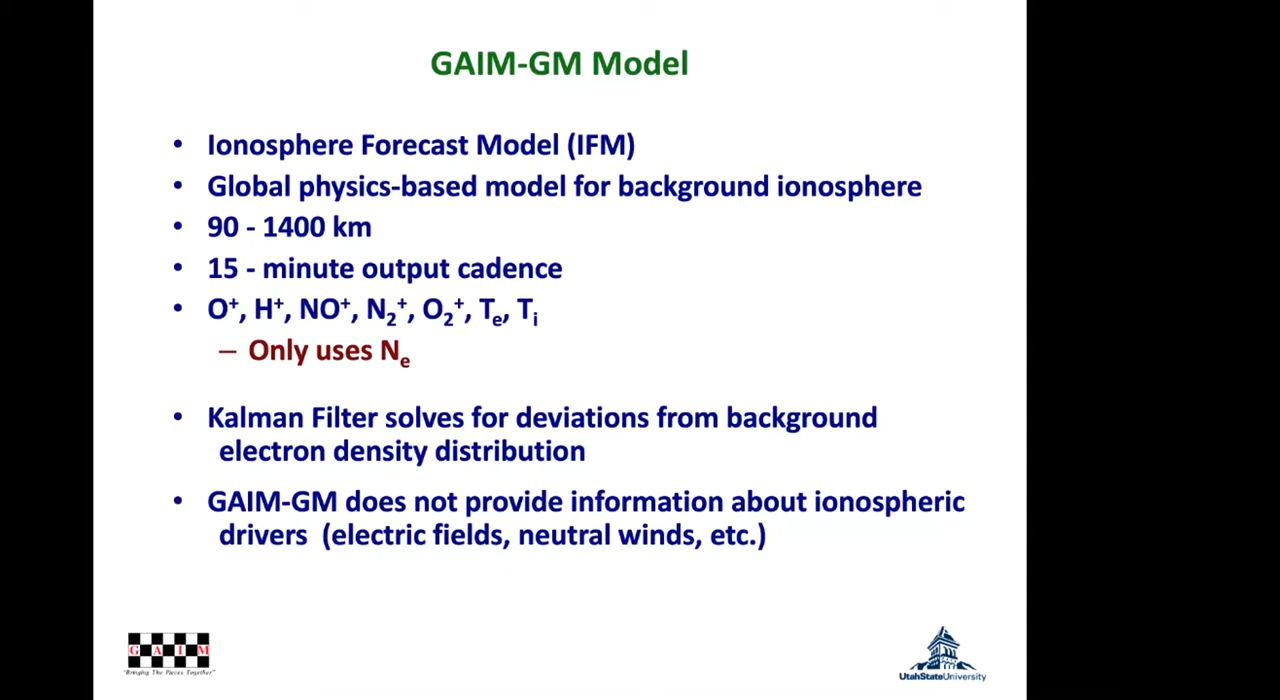 GAIM-GM Model
• Ionosphere Forecast Model (IFM)
• Global physics-based model for background ionosphere
• 90 - 1400 km
• 15 - minute output cadence
• O⁺, H⁺, NO⁺, N₂⁺, O₂⁺, Tₑ, Tᵢ
– Only uses Nₑ
• Kalman Filter solves for deviations from background
electron density distribution
• GAIM-GM does not provide information about ionospheric
drivers (electric fields, neutral winds, etc.)
G A I M
"Bringing The Pieces Together"
UtahStateUniversity